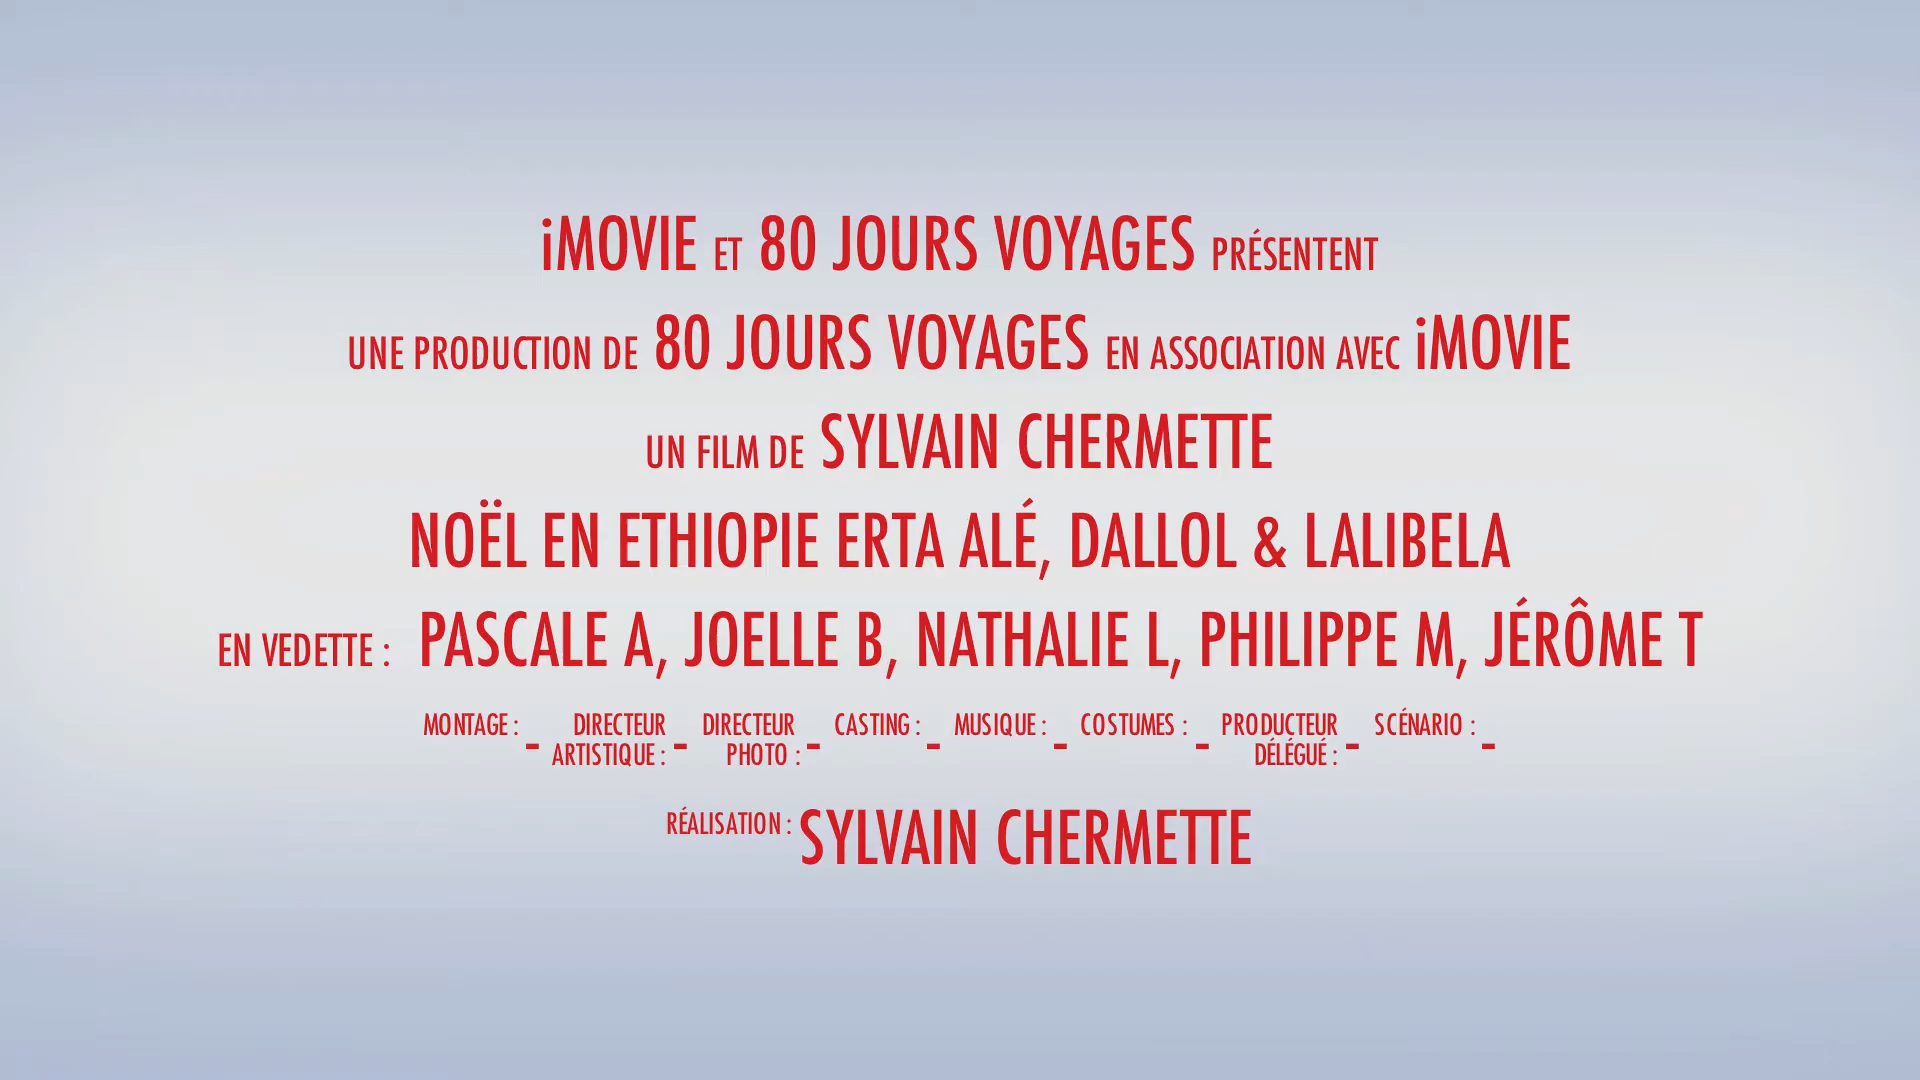 iMOVIE ET 80 JOURS VOYAGES PRÉSENTENT
UNE PRODUCTION DE 80 JOURS VOYAGES EN ASSOCIATION AVEC iMOVIE
UN FILM DE SYLVAIN CHERMETTE
NOËL EN ETHIOPIE ERTA ALÉ, DALLOL & LALIBELA
EN VEDETTE : PASCALE A, JOELLE B, NATHALIE L, PHILIPPE M, JÉRÔME T
MONTAGE : - DIRECTEUR ARTISTIQUE : - DIRECTEUR PHOTO : - CASTING : - MUSIQUE : - COSTUMES : - PRODUCTEUR DÉLÉGUÉ : - SCÉNARIO : -
RÉALISATION : SYLVAIN CHERMETTE